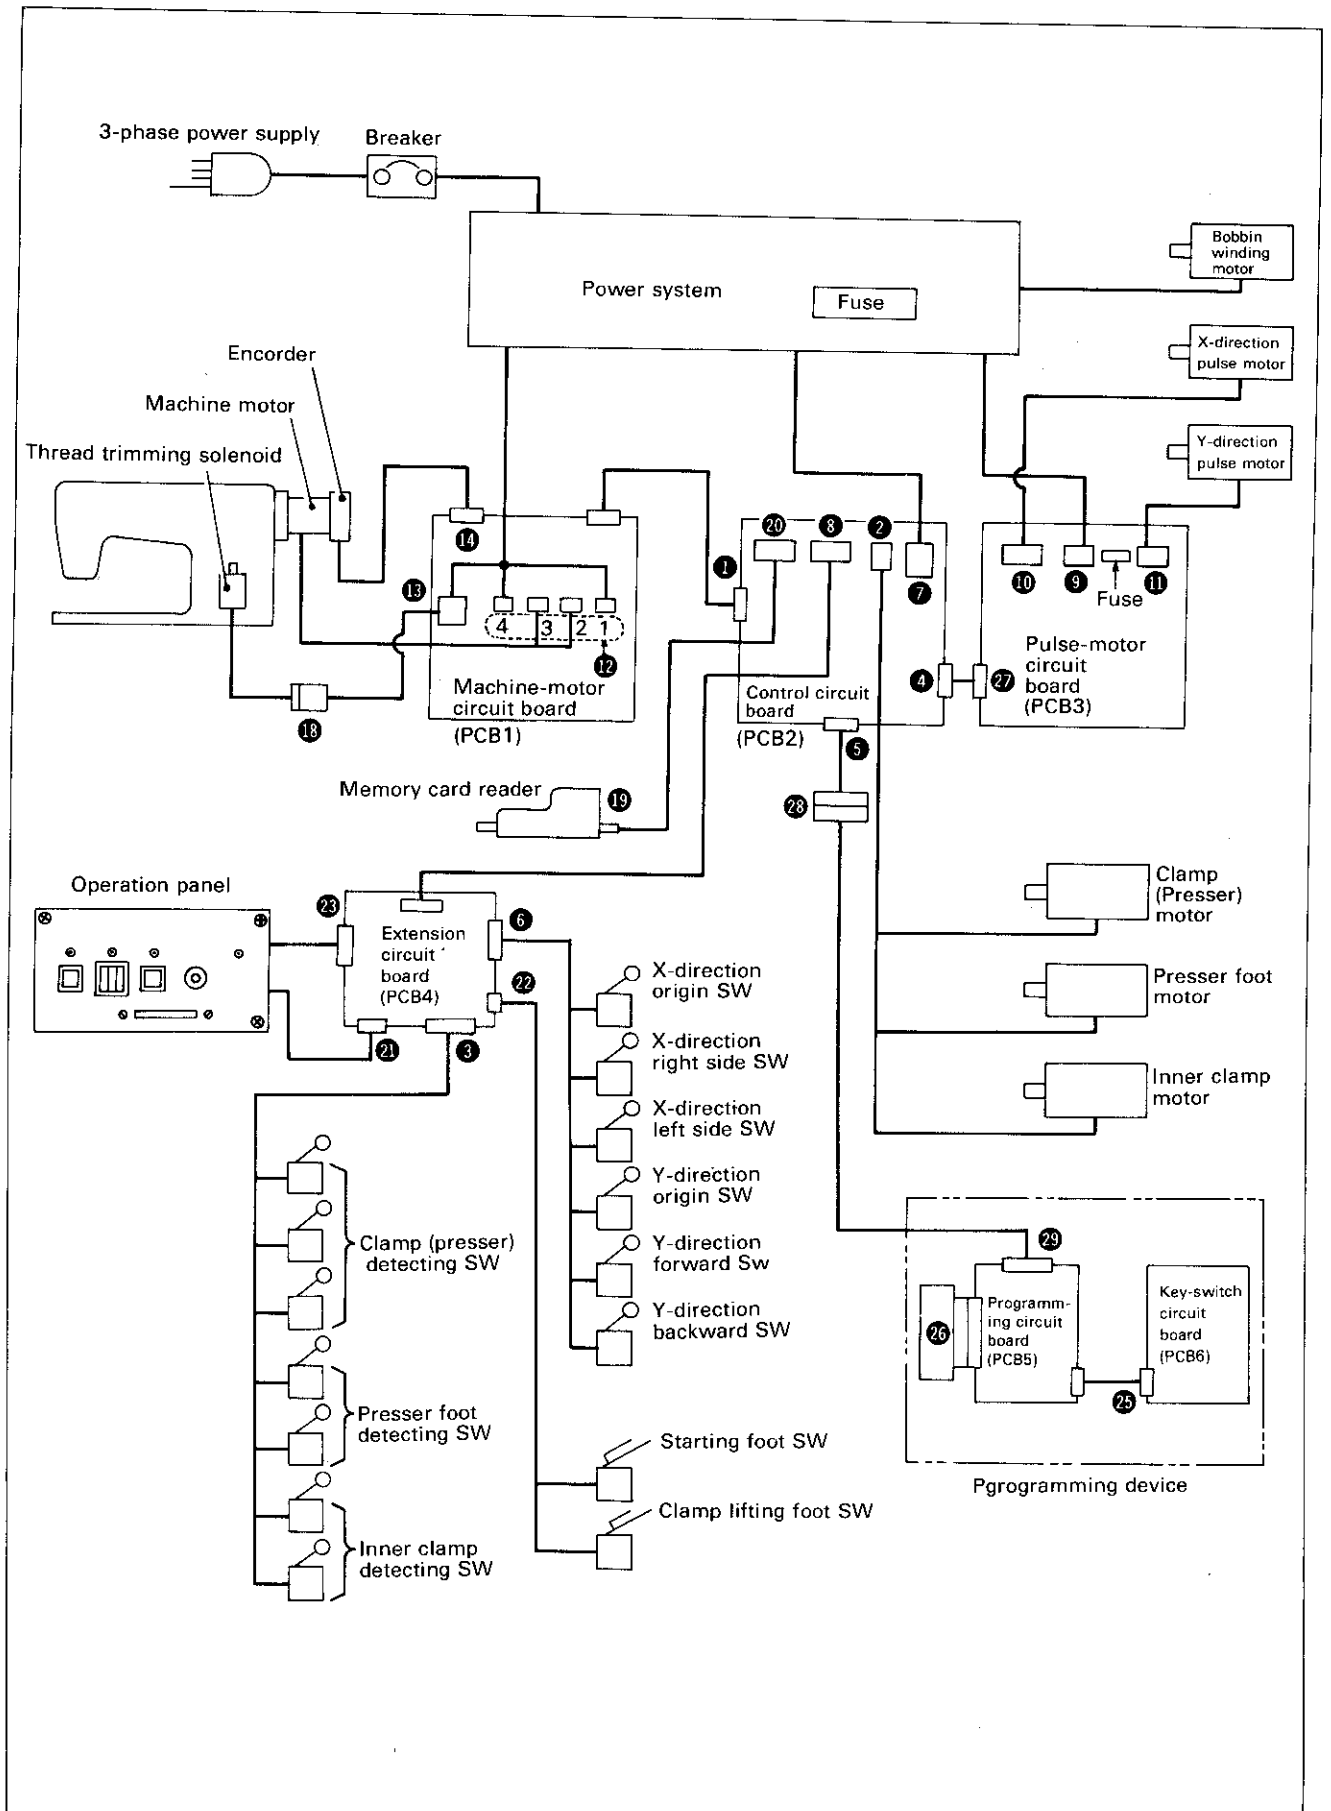 3-phase power supply
Breaker
Power system
Fuse
Bobbin
winding
motor
X-direction
pulse motor
Y-direction
pulse motor
Encorder
Machine motor
Thread trimming solenoid
14
13
4 3 2 1
12
Machine-motor
circuit board
(PCB1)
18
1
20
8
2
7
4
Control circuit
board
(PCB2)
5
28
10
9
Fuse
11
Pulse-motor
circuit
board
(PCB3)
27
Memory card reader
19
Operation panel
23
Extension
circuit
board
(PCB4)
6
22
21
3
Clamp
(Presser)
motor
Presser foot
motor
Inner clamp
motor
X-direction
origin SW
X-direction
right side SW
X-direction
left side SW
Y-direction
origin SW
Y-direction
forward Sw
Y-direction
backward SW
Clamp (presser)
detecting SW
Presser foot
detecting SW
Inner clamp
detecting SW
Starting foot SW
Clamp lifting foot SW
29
26
Programm-
ing circuit
board
(PCB5)
25
Key-switch
circuit
board
(PCB6)
Pgrogramming device